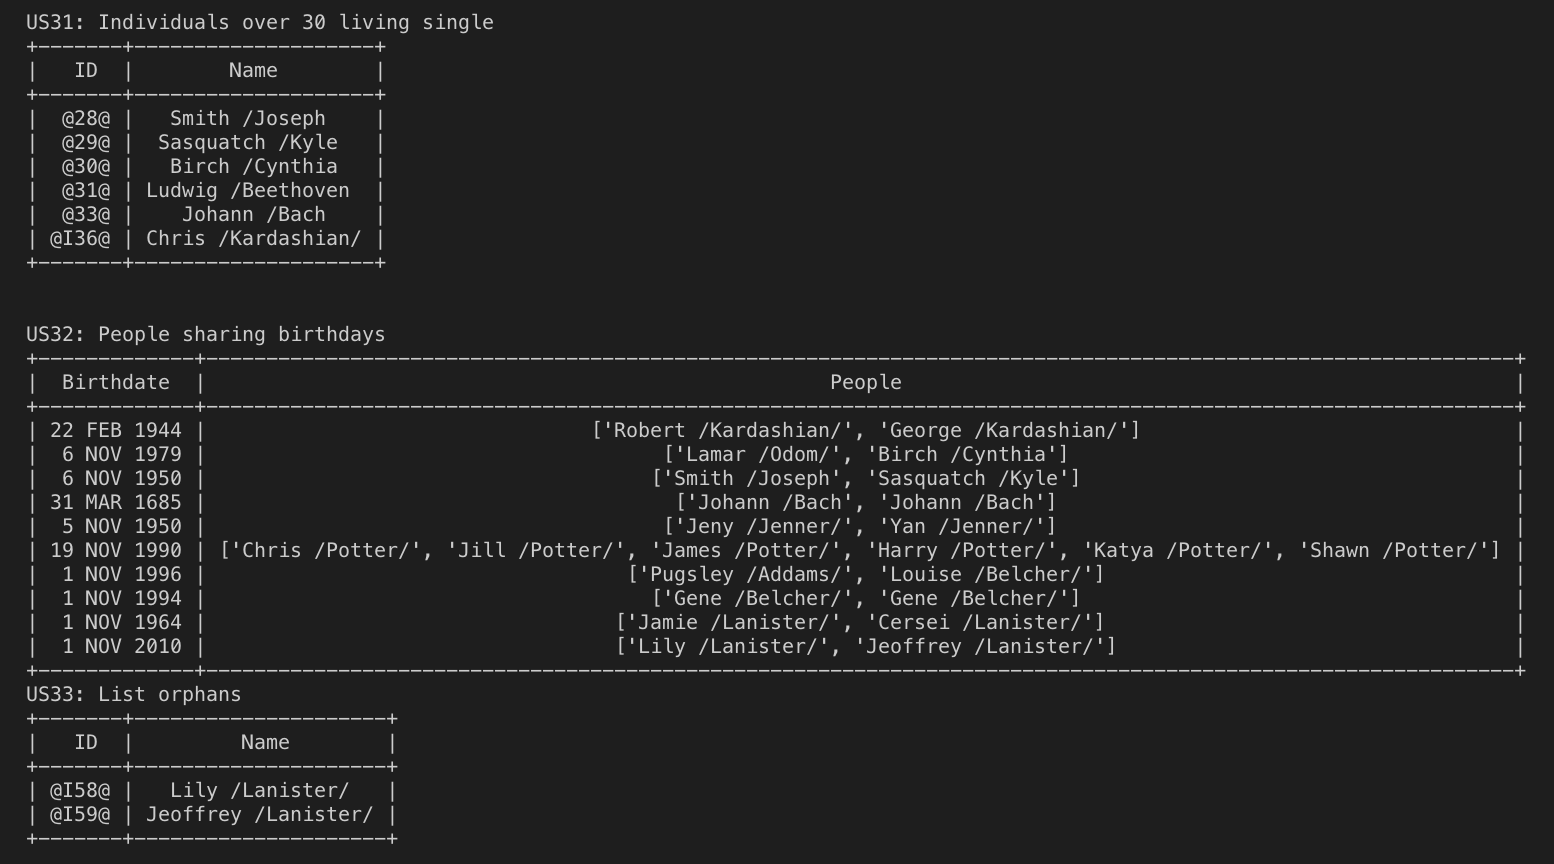 US31: Individuals over 30 living single
+-------+--------------------+
|   ID  |        Name        |
+-------+--------------------+
|  @28@ |   Smith /Joseph    |
|  @29@ |  Sasquatch /Kyle   |
|  @30@ |   Birch /Cynthia   |
|  @31@ | Ludwig /Beethoven  |
|  @33@ |    Johann /Bach    |
| @I36@ | Chris /Kardashian/ |
+-------+--------------------+
US32: People sharing birthdays
+-------------+--------------------------------------------------------------------------------------------------------------+
|  Birthdate  |                                                    People                                                    |
+-------------+--------------------------------------------------------------------------------------------------------------+
| 22 FEB 1944 |                                ['Robert /Kardashian/', 'George /Kardashian/']                                |
|  6 NOV 1979 |                                      ['Lamar /Odom/', 'Birch /Cynthia']                                      |
|  6 NOV 1950 |                                     ['Smith /Joseph', 'Sasquatch /Kyle']                                     |
| 31 MAR 1685 |                                       ['Johann /Bach', 'Johann /Bach']                                       |
|  5 NOV 1950 |                                      ['Jeny /Jenner/', 'Yan /Jenner/']                                       |
| 19 NOV 1990 | ['Chris /Potter/', 'Jill /Potter/', 'James /Potter/', 'Harry /Potter/', 'Katya /Potter/', 'Shawn /Potter/'] |
|  1 NOV 1996 |                                   ['Pugsley /Addams/', 'Louise /Belcher/']                                   |
|  1 NOV 1994 |                                     ['Gene /Belcher/', 'Gene /Belcher/']                                     |
|  1 NOV 1964 |                                  ['Jamie /Lanister/', 'Cersei /Lanister/']                                   |
|  1 NOV 2010 |                                  ['Lily /Lanister/', 'Jeoffrey /Lanister/']                                  |
+-------------+--------------------------------------------------------------------------------------------------------------+
US33: List orphans
+-------+---------------------+
|   ID  |         Name        |
+-------+---------------------+
| @I58@ |   Lily /Lanister/   |
| @I59@ | Jeoffrey /Lanister/ |
+-------+---------------------+